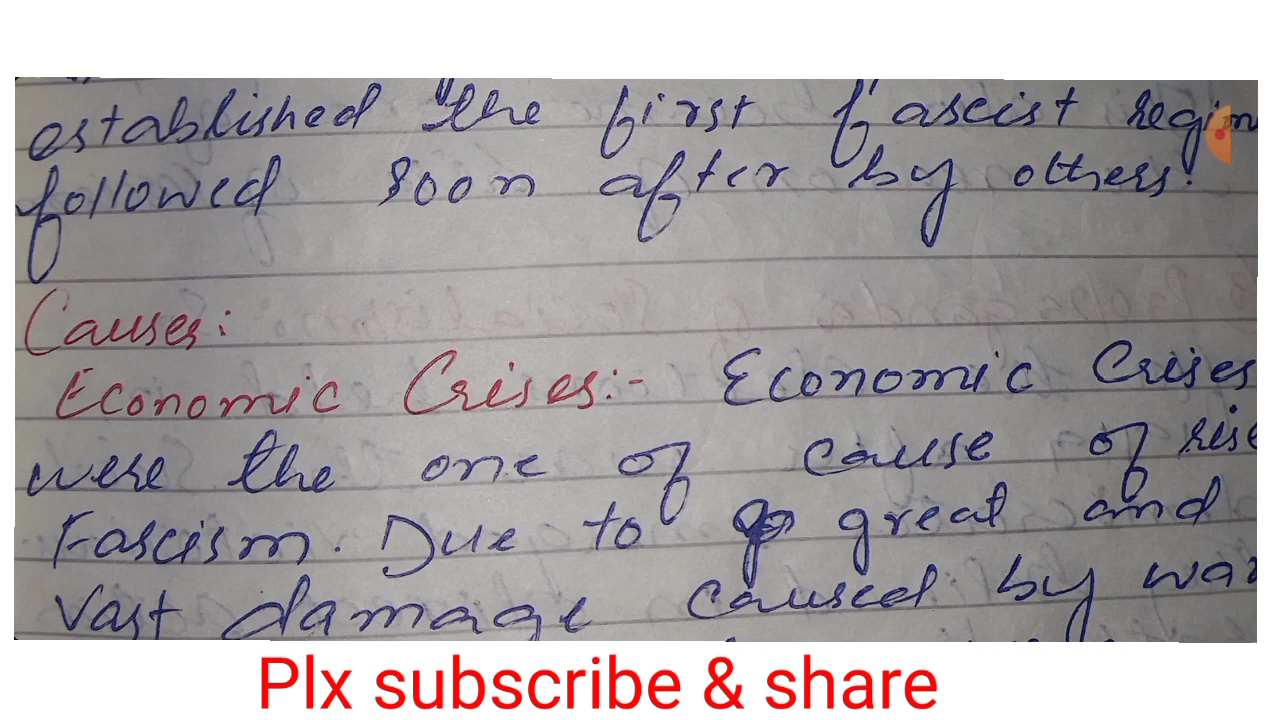 established the first fascist regim
followed soon after by others.
Causes:
Economic Crises:- Economic Crises
were the one of cause of rise
Fascism. Due to great and
Vast damage caused by war
Plx subscribe & share